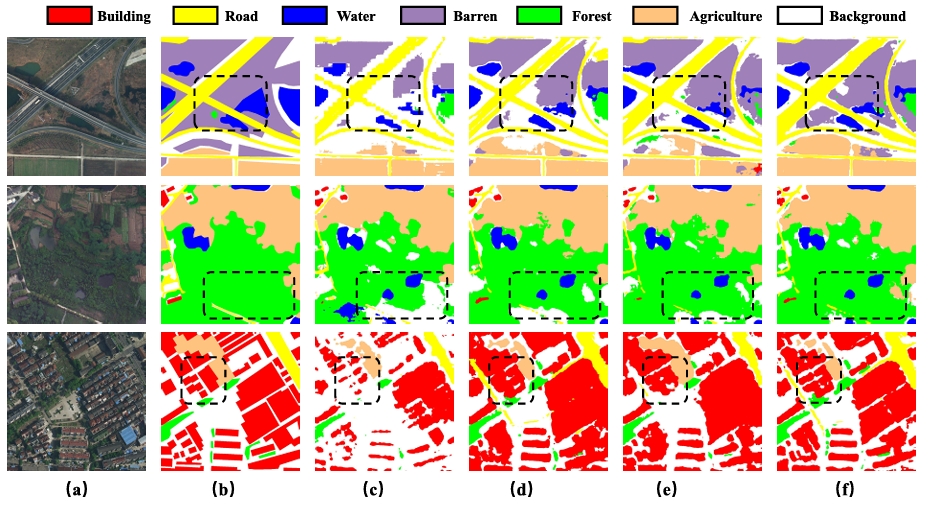 Building Road Water Barren Forest Agriculture Background
(a) (b) (c) (d) (e) (f)